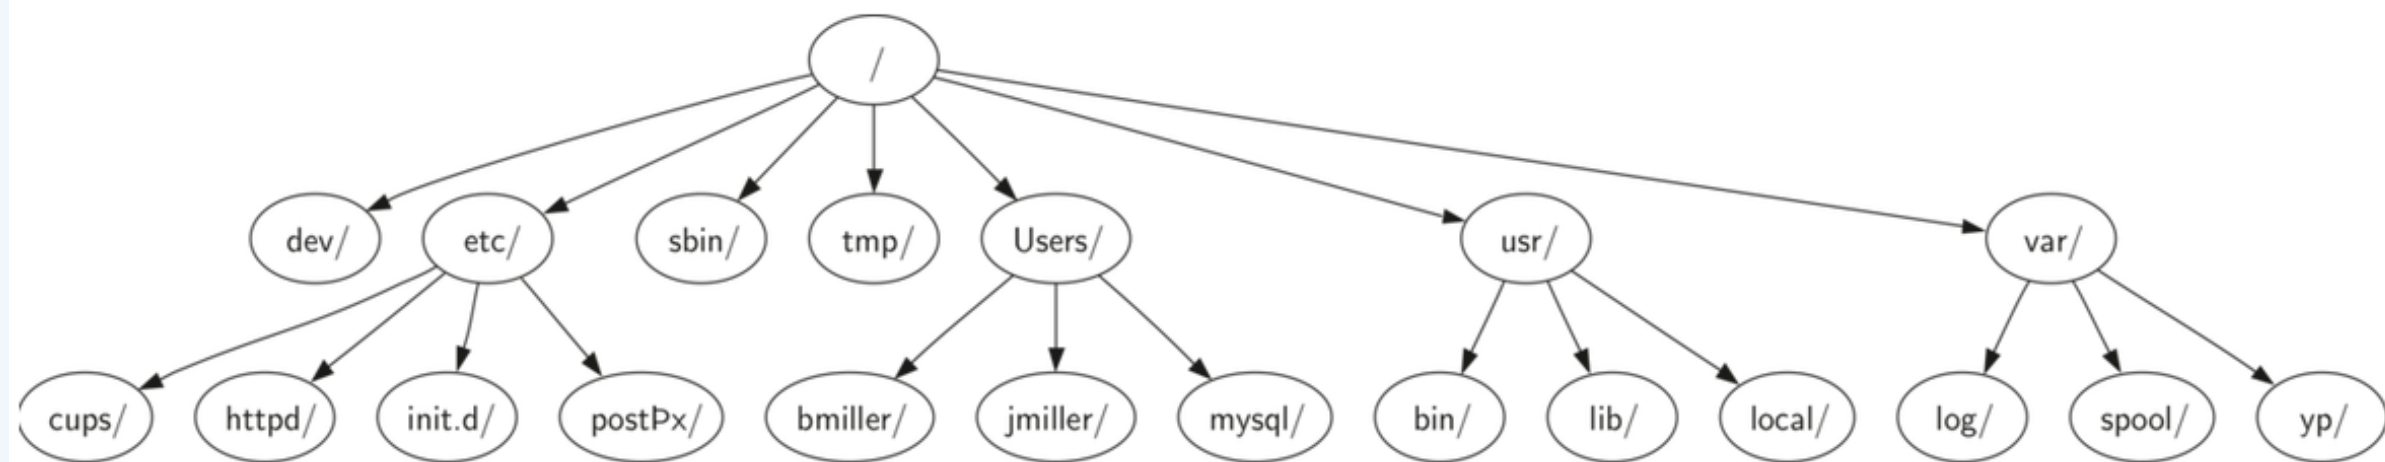 /
dev/ etc/ sbin/ tmp/ Users/ usr/ var/
cups/ httpd/ init.d/ postÞx/ bmiller/ jmiller/ mysql/ bin/ lib/ local/ log/ spool/ yp/